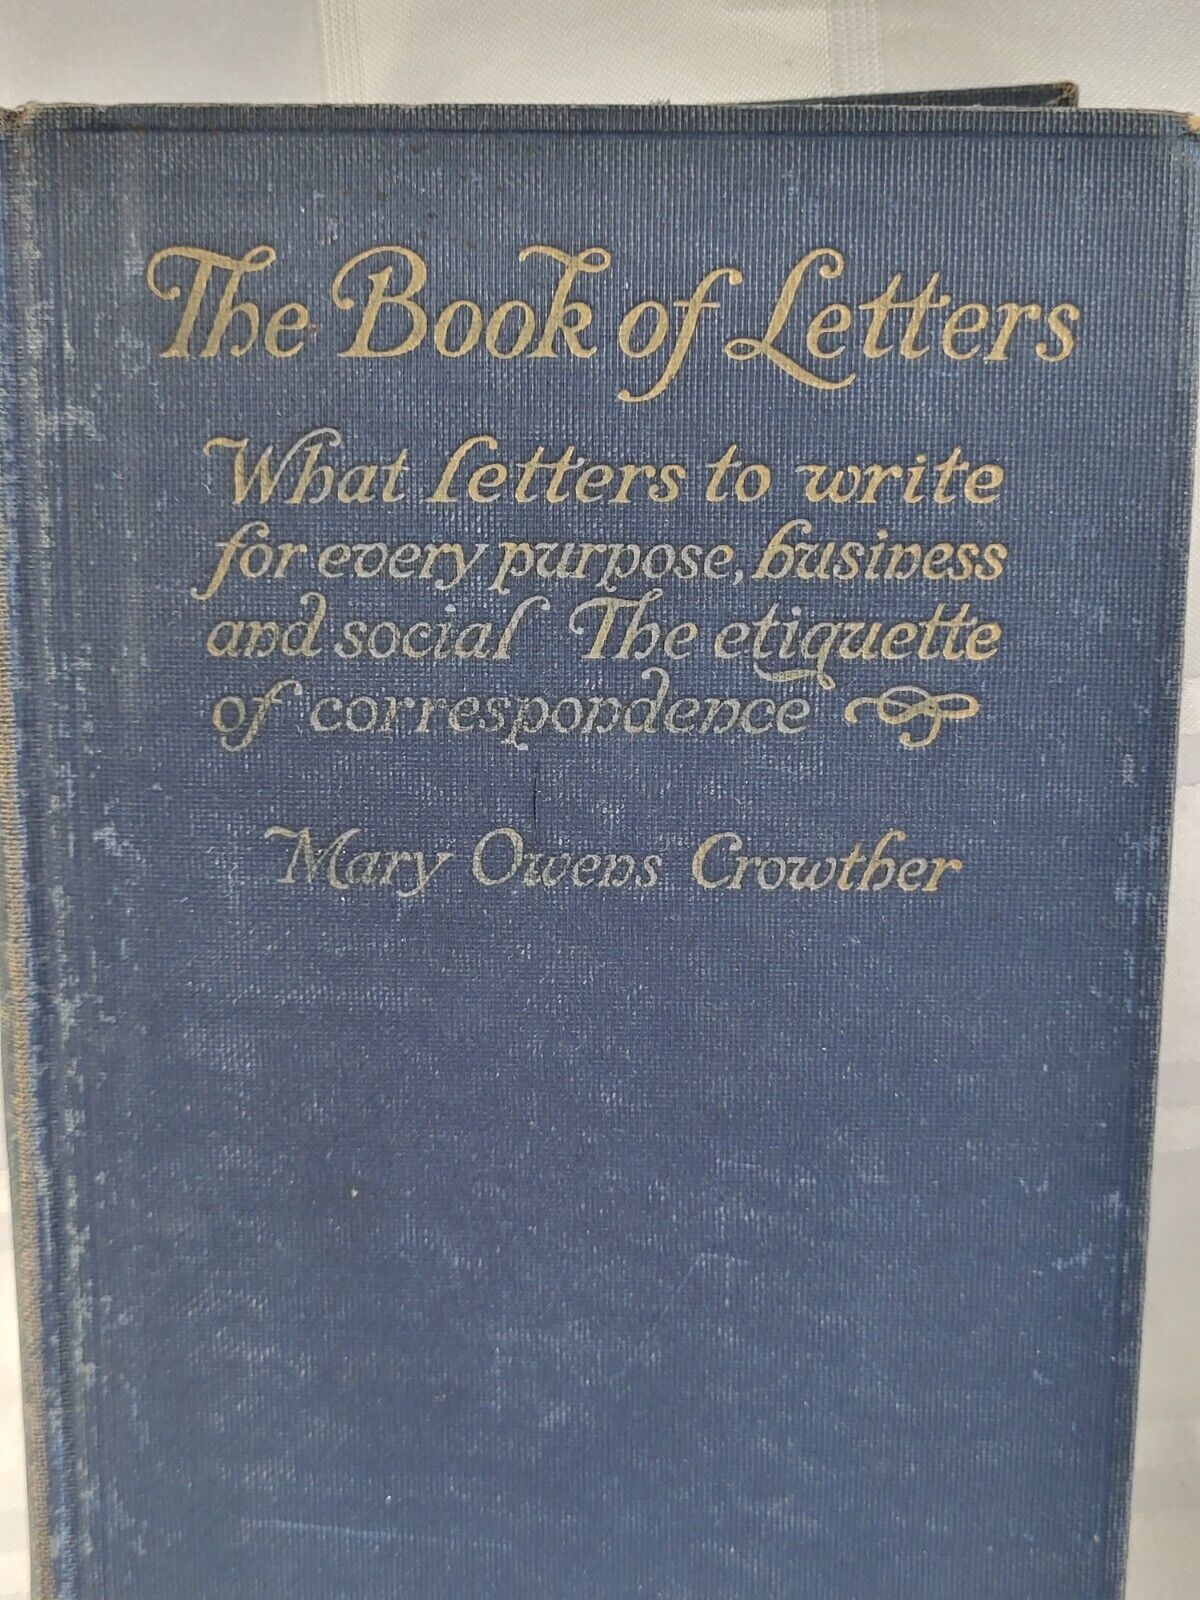 The Book of Letters
What letters to write
for every purpose, business
and social The etiquette
of correspondence
Mary Owens Crowther